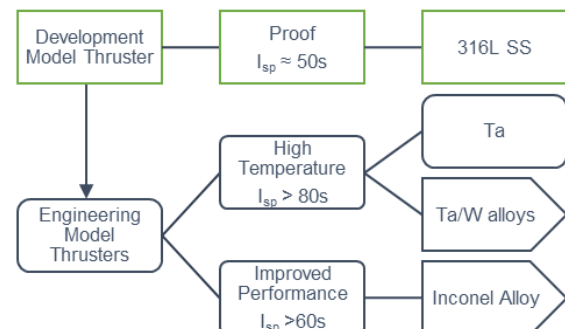 Development
Model Thruster
Proof
Isp ≈ 50s
316L SS
High
Temperature
Isp > 80s
Ta
Engineering
Model
Thrusters
Ta/W alloys
Improved
Performance
Isp >60s
Inconel Alloy